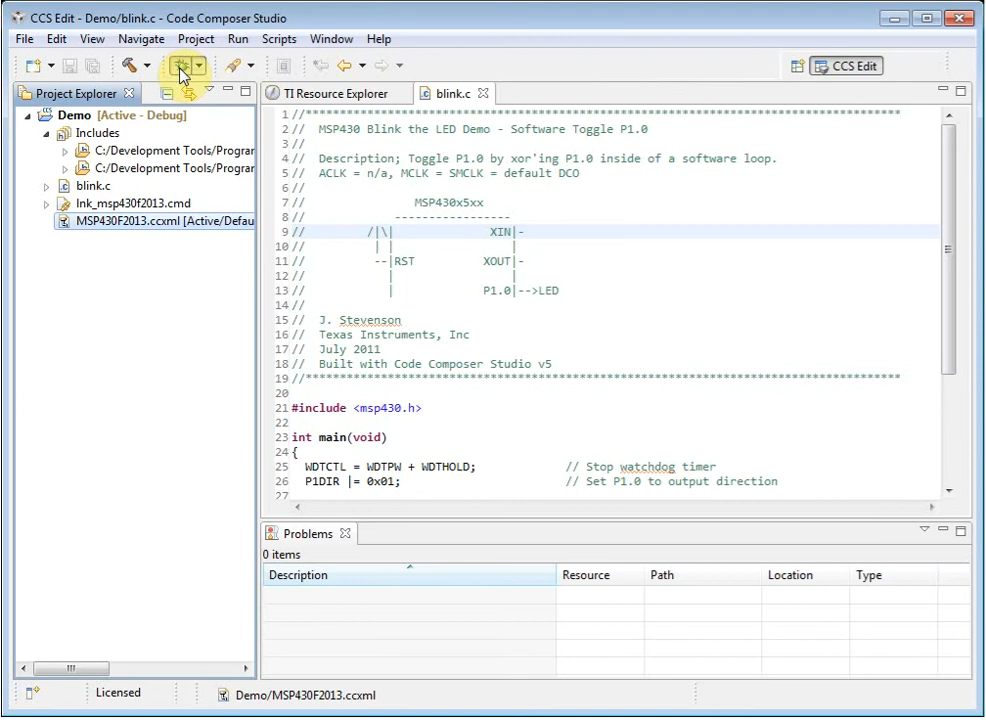 CCS Edit - Demo/blink.c - Code Composer Studio
File Edit View Navigate Project Run Scripts Window Help
CCS Edit
Project Explorer
TI Resource Explorer
blink.c
Demo [Active - Debug]
Includes
C:/Development Tools/Program
C:/Development Tools/Program
blink.c
lnk_msp430f2013.cmd
MSP430F2013.ccxml [Active/Defau
1 //*******************************************************************************************
2 // MSP430 Blink the LED Demo - Software Toggle P1.0
3 //
4 // Description; Toggle P1.0 by xor'ing P1.0 inside of a software loop.
5 // ACLK = n/a, MCLK = SMCLK = default DCO
6 //
7 // MSP430x5xx
8 // -----------------
9 // /|\| XIN|-
10 // | | |
11 // --|RST XOUT|-
12 // | |
13 // | P1.0|-->LED
14 //
15 // J. Stevenson
16 // Texas Instruments, Inc
17 // July 2011
18 // Built with Code Composer Studio v5
19 //*******************************************************************************************
20
21 #include <msp430.h>
22
23 int main(void)
24 {
25 WDTCTL = WDTPW + WDTHOLD; // Stop watchdog timer
26 P1DIR |= 0x01; // Set P1.0 to output direction
27
Problems
0 items
Description Resource Path Location Type
Licensed
Demo/MSP430F2013.ccxml